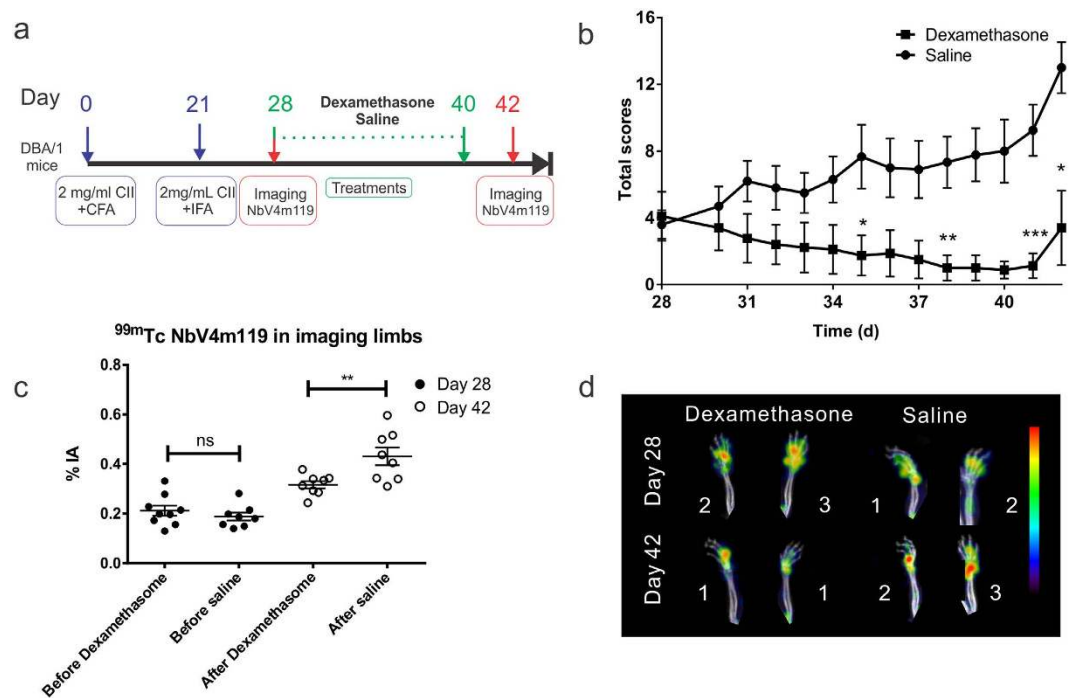 a
Day
0
21
28
Dexamethasone
Saline
40
42
DBA/1
mice
2 mg/ml CII
+CFA
2mg/mL CII
+IFA
Imaging
NbV4m119
Treatments
Imaging
NbV4m119
b
Dexamethasone
Saline
Total scores
16
12
8
4
0
* ** *** *
28 31 34 37 40
Time (d)
c
99mTc NbV4m119 in imaging limbs
Day 28
Day 42
% IA
0.8
0.6
0.4
0.2
0.0
ns
**
Before Dexamethasome
Before saline
After Dexamethasome
After saline
d
Dexamethasone Saline
Day 28
2 3 1 2
Day 42
1 1 2 3